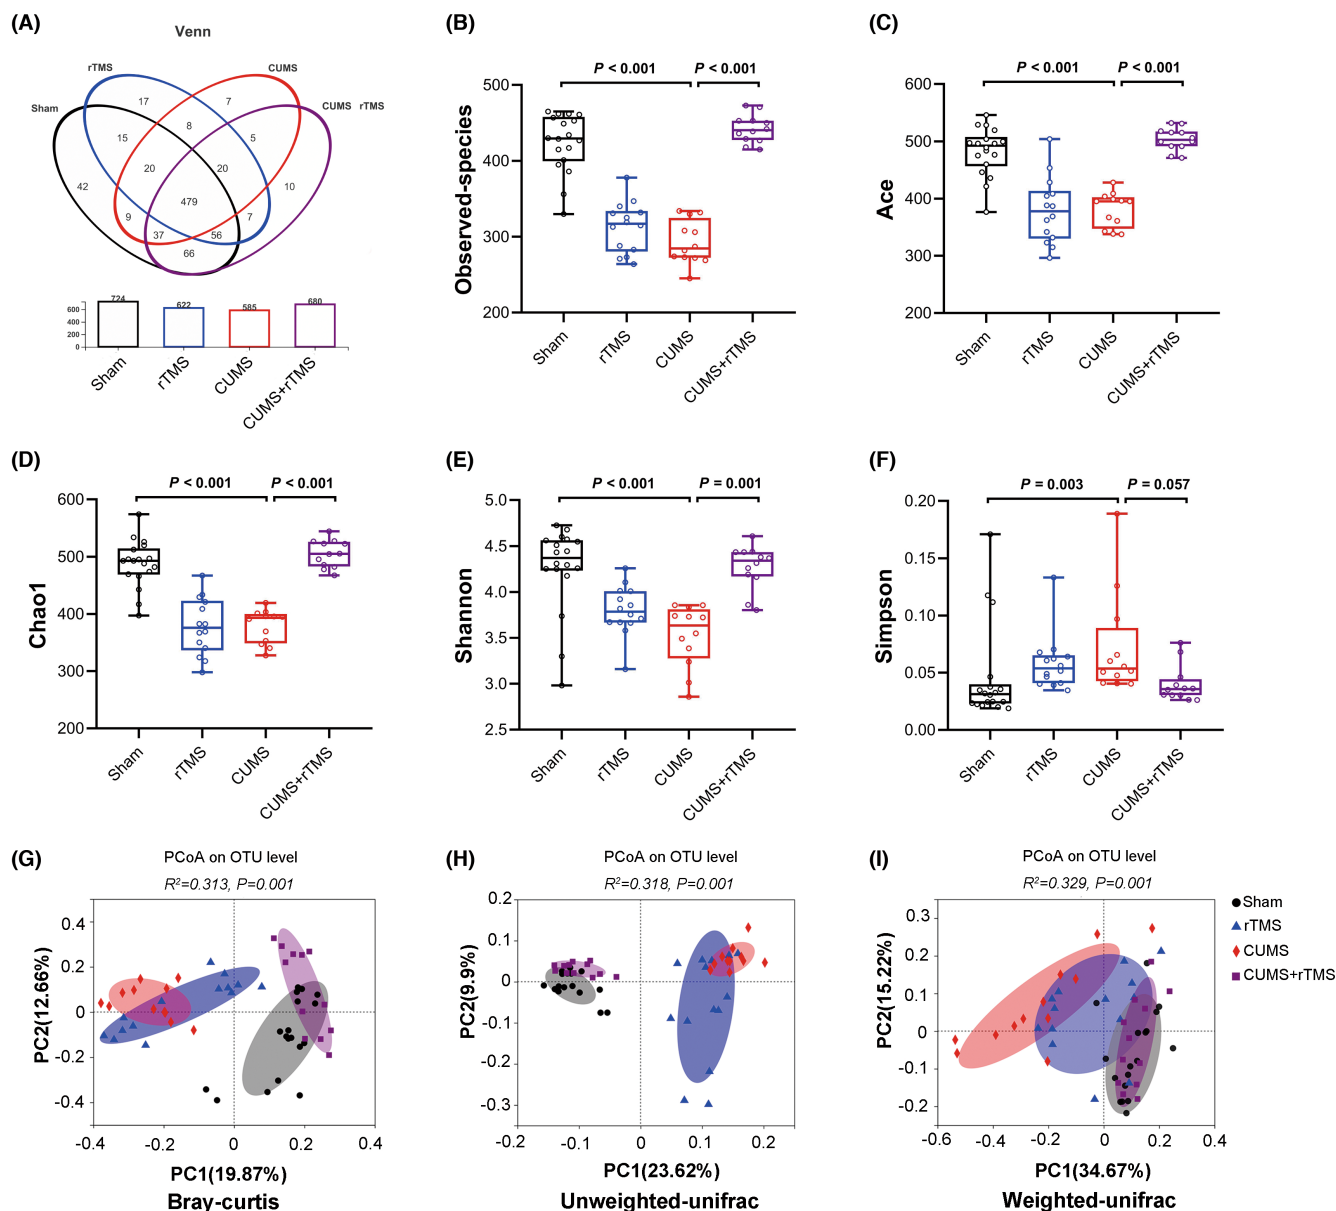 (A)
Venn
rTMS
CUMS
Sham
CUMS rTMS
17
7
8
15
5
20
20
42
10
479
9
7
37
56
66
724
622
585
680
600
400
200
0
Sham
rTMS
CUMS
CUMS+rTMS
(B)
P < 0.001
P < 0.001
500
400
300
200
Observed-species
Sham
rTMS
CUMS
CUMS+rTMS
(C)
P < 0.001
P < 0.001
600
500
400
300
200
Ace
Sham
rTMS
CUMS
CUMS+rTMS
(D)
P < 0.001
P < 0.001
600
500
400
300
200
Chao1
Sham
rTMS
CUMS
CUMS+rTMS
(E)
P < 0.001
P = 0.001
5.0
4.5
4.0
3.5
3.0
2.5
Shannon
Sham
rTMS
CUMS
CUMS+rTMS
(F)
P = 0.003
P = 0.057
0.20
0.15
0.10
0.05
0.00
Simpson
Sham
rTMS
CUMS
CUMS+rTMS
(G)
PCoA on OTU level
R²=0.313, P=0.001
0.4
0.2
0
-0.2
-0.4
PC2(12.66%)
-0.4
-0.2
0
0.2
0.4
PC1(19.87%)
Bray-curtis
(H)
PCoA on OTU level
R²=0.318, P=0.001
0.2
0.1
0
-0.1
-0.2
-0.3
PC2(9.9%)
-0.2
-0.1
0
0.1
0.2
PC1(23.62%)
Unweighted-unifrac
(I)
PCoA on OTU level
R²=0.329, P=0.001
0.3
0.2
0.1
0
-0.1
-0.2
PC2(15.22%)
-0.6
-0.4
-0.2
0
0.2
0.4
PC1(34.67%)
Weighted-unifrac
Sham
rTMS
CUMS
CUMS+rTMS